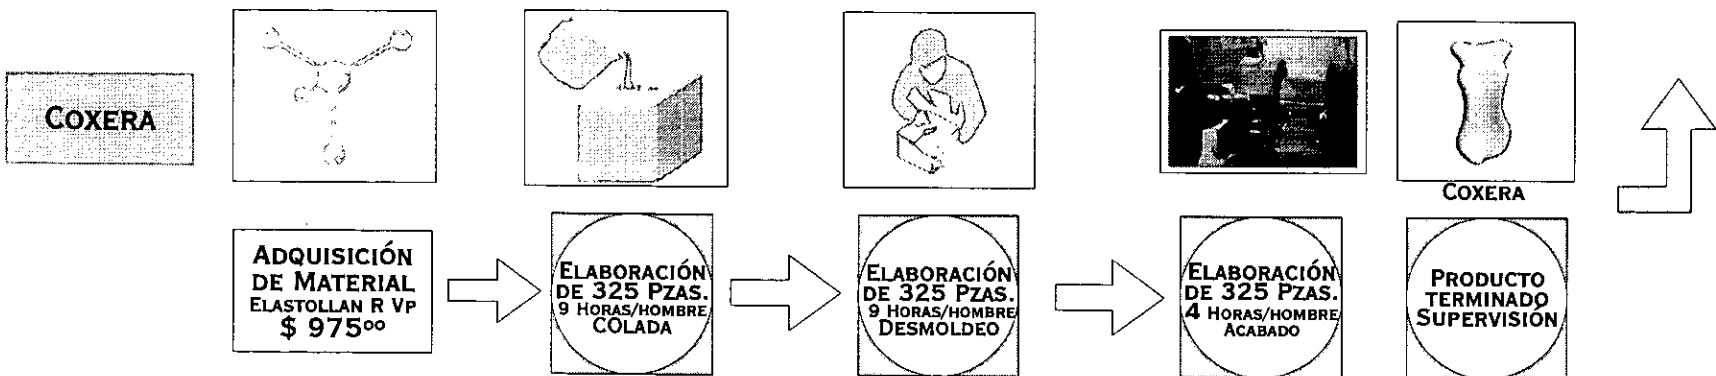 COXERA
COXERA
ADQUISICIÓN
DE MATERIAL
ELASTOLLAN R VP
$ 975⁰⁰
ELABORACIÓN
DE 325 PZAS.
9 HORAS/HOMBRE
COLADA
ELABORACIÓN
DE 325 PZAS.
9 HORAS/HOMBRE
DESMOLDEO
ELABORACIÓN
DE 325 PZAS.
4 HORAS/HOMBRE
ACABADO
PRODUCTO
TERMINADO
SUPERVISIÓN